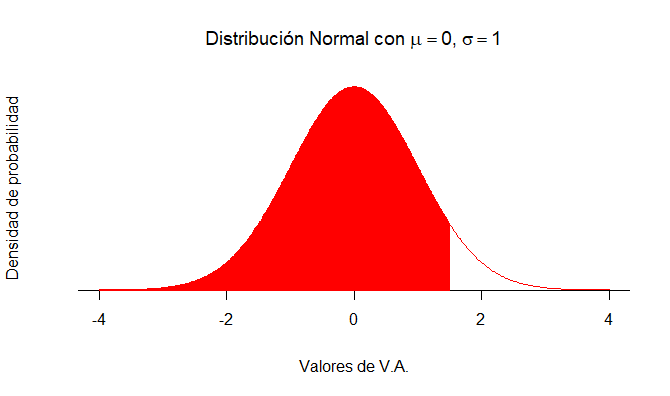 Distribución Normal con μ = 0, σ = 1
Densidad de probabilidad
-4 -2 0 2 4
Valores de V.A.